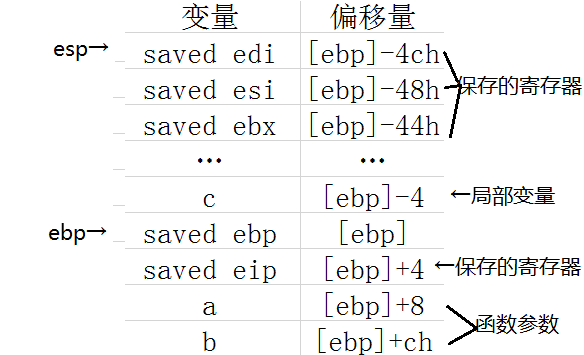 变量 偏移量
esp→ saved edi [ebp]-4ch
saved esi [ebp]-48h 保存的寄存器
saved ebx [ebp]-44h
… …
c [ebp]-4 ←局部变量
ebp→ saved ebp [ebp]
saved eip [ebp]+4 ←保存的寄存器
a [ebp]+8 函数参数
b [ebp]+ch